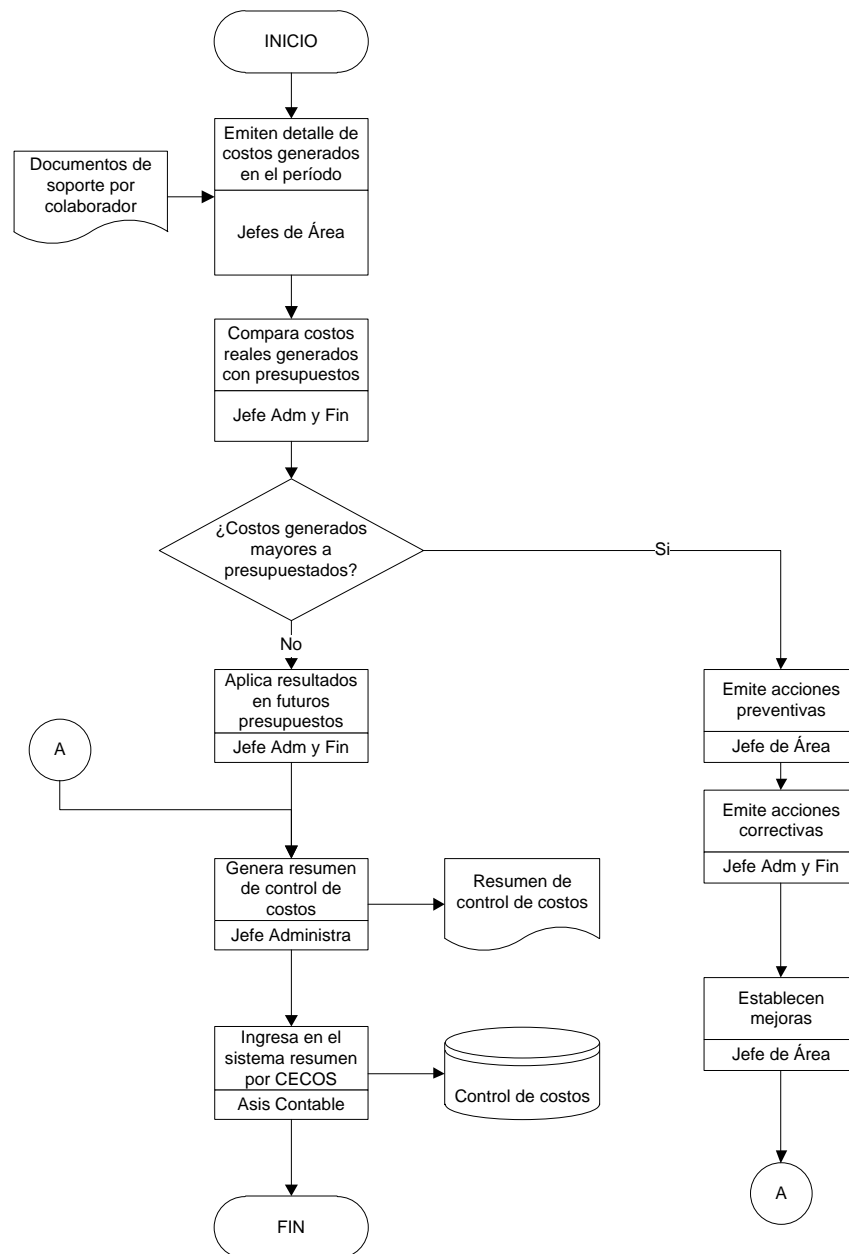 INICIO
Emiten detalle de
costos generados
en el período
Jefes de Área
Documentos de
soporte por
colaborador
Compara costos
reales generados
con presupuestos
Jefe Adm y Fin
¿Costos generados
mayores a
presupuestados?
Si
No
Aplica resultados
en futuros
presupuestos
Jefe Adm y Fin
A
Emite acciones
preventivas
Jefe de Área
Emite acciones
correctivas
Jefe Adm y Fin
Genera resumen
de control de
costos
Jefe Administra
Resumen de
control de costos
Establecen
mejoras
Jefe de Área
Ingresa en el
sistema resumen
por CECOS
Asis Contable
Control de costos
A
FIN